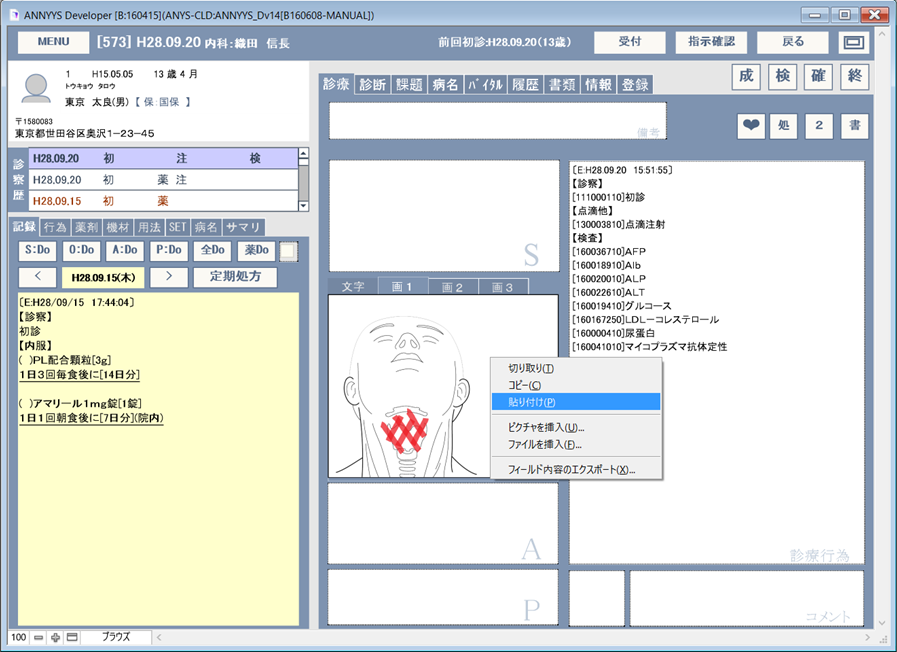 ANNYYS Developer [B:160415](ANYS-CLD:ANNYYS_Dv14[B160608-MANUAL])
MENU
[573] H28.09.20 内科:織田 信長
前回初診:H28.09.20(13歳)
受付
指示確認
戻る
1 H15.05.05 13 歳 4 月
トウキョウ タロウ
東京 太良(男)【 保:国保 】
〒1580083
東京都世田谷区奥沢1-23-45
診察歴
H28.09.20 初 注 検
H28.09.20 初 薬 注
H28.09.15 初 薬
記録 行為 薬剤 機材 用法 SET 病名 サマリ
S:Do O:Do A:Do P:Do 全Do 薬Do
< H28.09.15(木) > 定期処方
[E:H28/09/15 17:44:04]
【診察】
初診
【内服】
( )PL配合顆粒[3g]
1日3回毎食後に[14日分]
( )アマリール1mg錠[1錠]
1日1回朝食後に[7日分](院内)
診療 診断 課題 病名 バイタル 履歴 書類 情報 登録
成 検 確 終
備考
処 2 書
S
文字 画1 画2 画3
切り取り(T)
コピー(C)
貼り付け(P)
ピクチャを挿入(U)...
ファイルを挿入(F)...
フィールド内容のエクスポート(X)...
A
P
[E:H28.09.20 15:51:55]
【診察】
[111000110]初診
【点滴他】
[130003810]点滴注射
【検査】
[160036710]AFP
[160018910]Alb
[160020010]ALP
[160022610]ALT
[160019410]グルコース
[160167250]LDL-コレステロール
[160000410]尿蛋白
[160041010]マイコプラズマ抗体定性
診療行為
コメント
100 ブラウズ